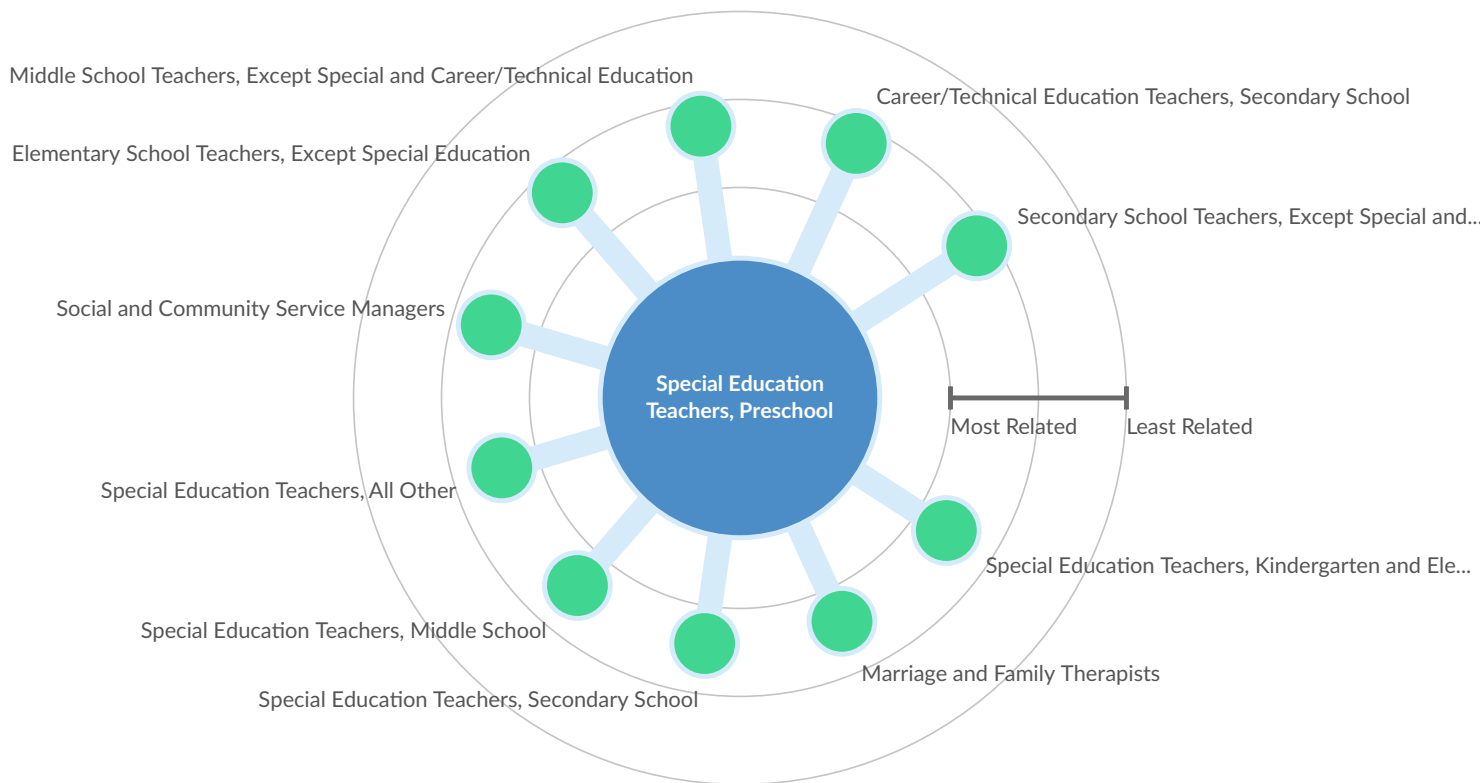 Middle School Teachers, Except Special and Career/Technical Education
Career/Technical Education Teachers, Secondary School
Elementary School Teachers, Except Special Education
Secondary School Teachers, Except Special and...
Social and Community Service Managers
Special Education
Teachers, Preschool
Most Related
Least Related
Special Education Teachers, All Other
Special Education Teachers, Kindergarten and Ele...
Special Education Teachers, Middle School
Marriage and Family Therapists
Special Education Teachers, Secondary School